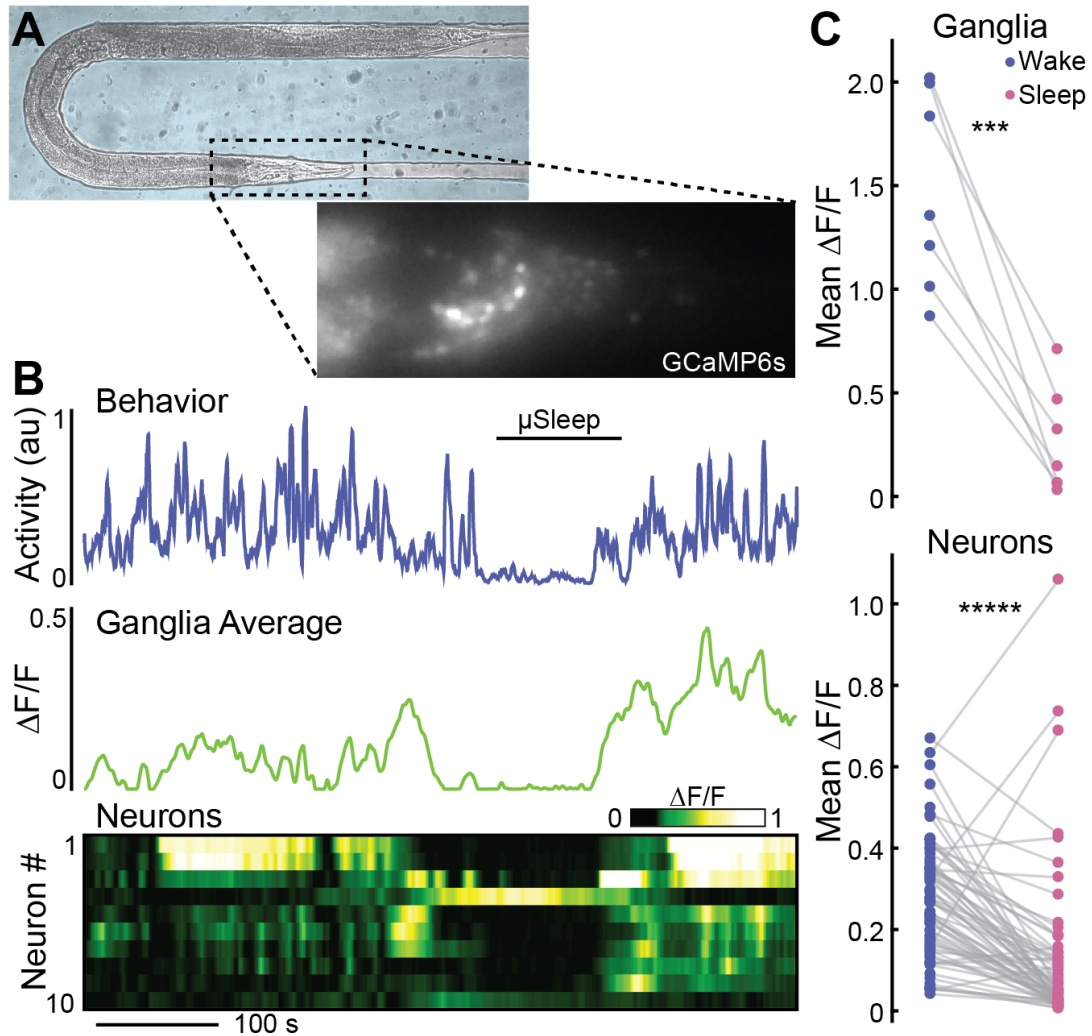 A
GCaMP6s
B
Behavior
Activity (au)
1
0
µSleep
Ganglia Average
ΔF/F
0.5
0
Neurons
ΔF/F
0
1
Neuron #
1
10
100 s
C
Ganglia
Wake
Sleep
***
Mean ΔF/F
2.0
1.5
1.0
0.5
0
Neurons
*****
Mean ΔF/F
1.0
0.8
0.6
0.4
0.2
0